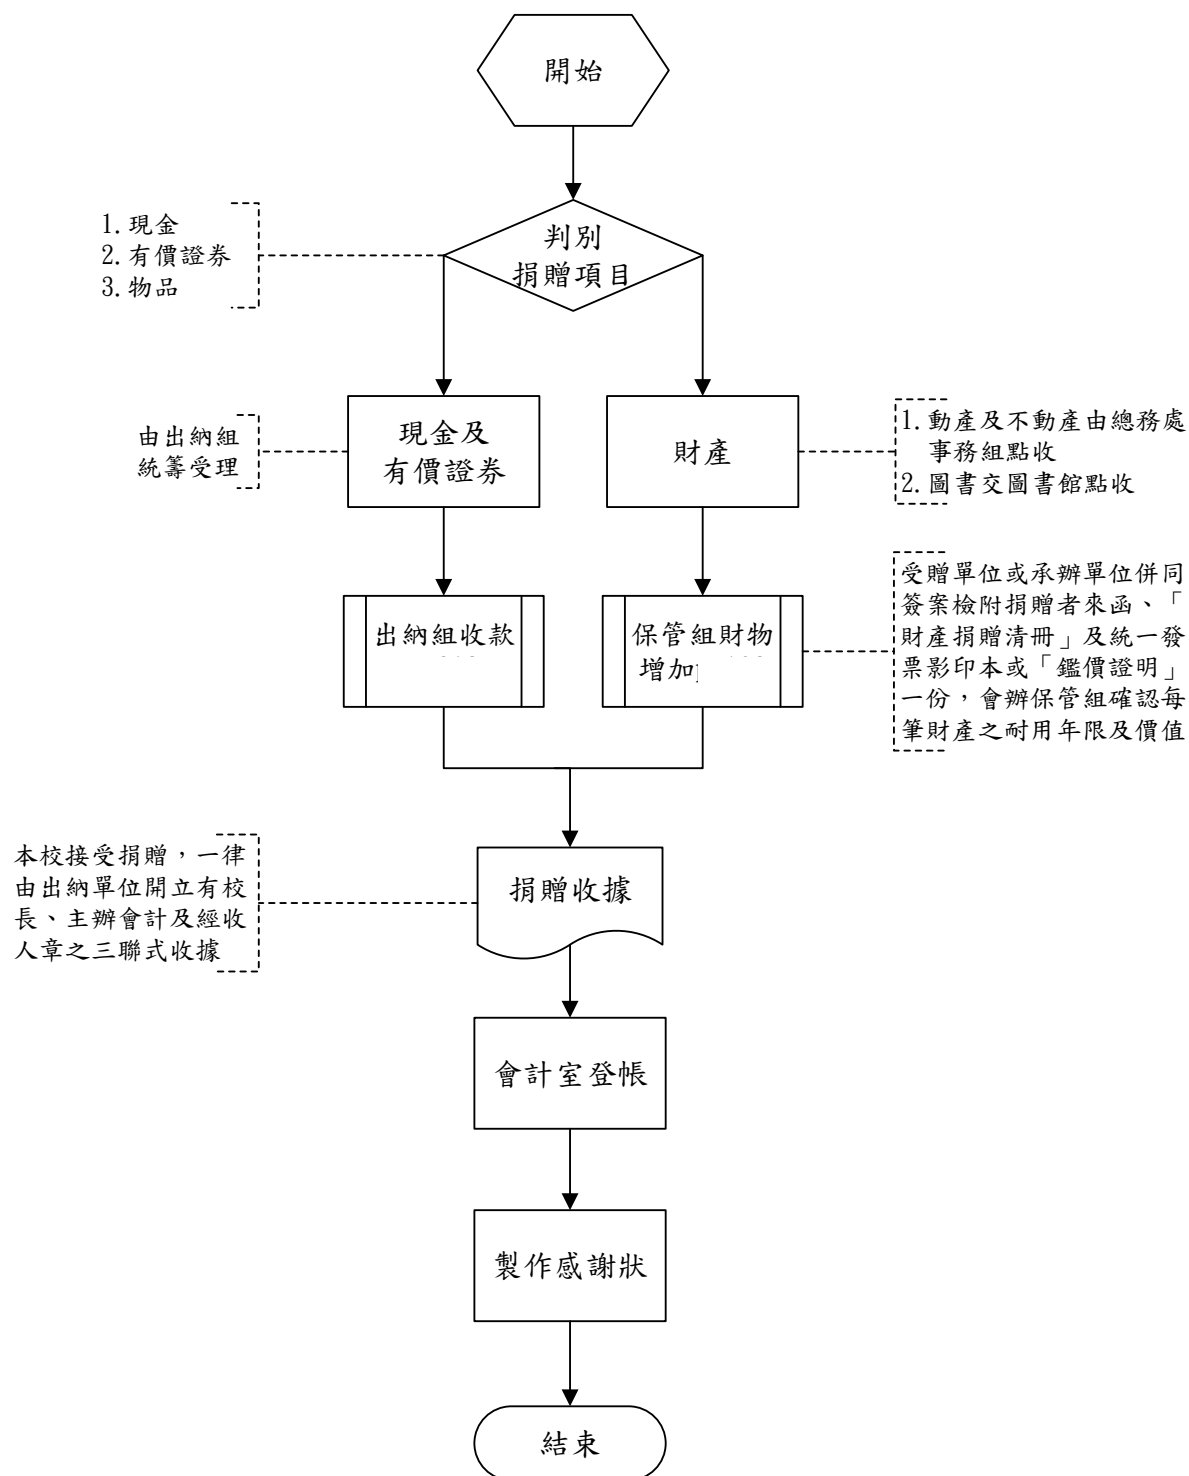 開始
判別
捐贈項目
1.現金
2.有價證券
3.物品
現金及
有價證券
由出納組
統籌受理
財產
1.動產及不動產由總務處
事務組點收
2.圖書交圖書館點收
出納組收款
保管組財物
增加
受贈單位或承辦單位併同
簽案檢附捐贈者來函、「
財產捐贈清冊」及統一發
票影印本或「鑑價證明」
一份，會辦保管組確認每
筆財產之耐用年限及價值
捐贈收據
本校接受捐贈，一律
由出納單位開立有校
長、主辦會計及經收
人章之三聯式收據
會計室登帳
製作感謝狀
結束